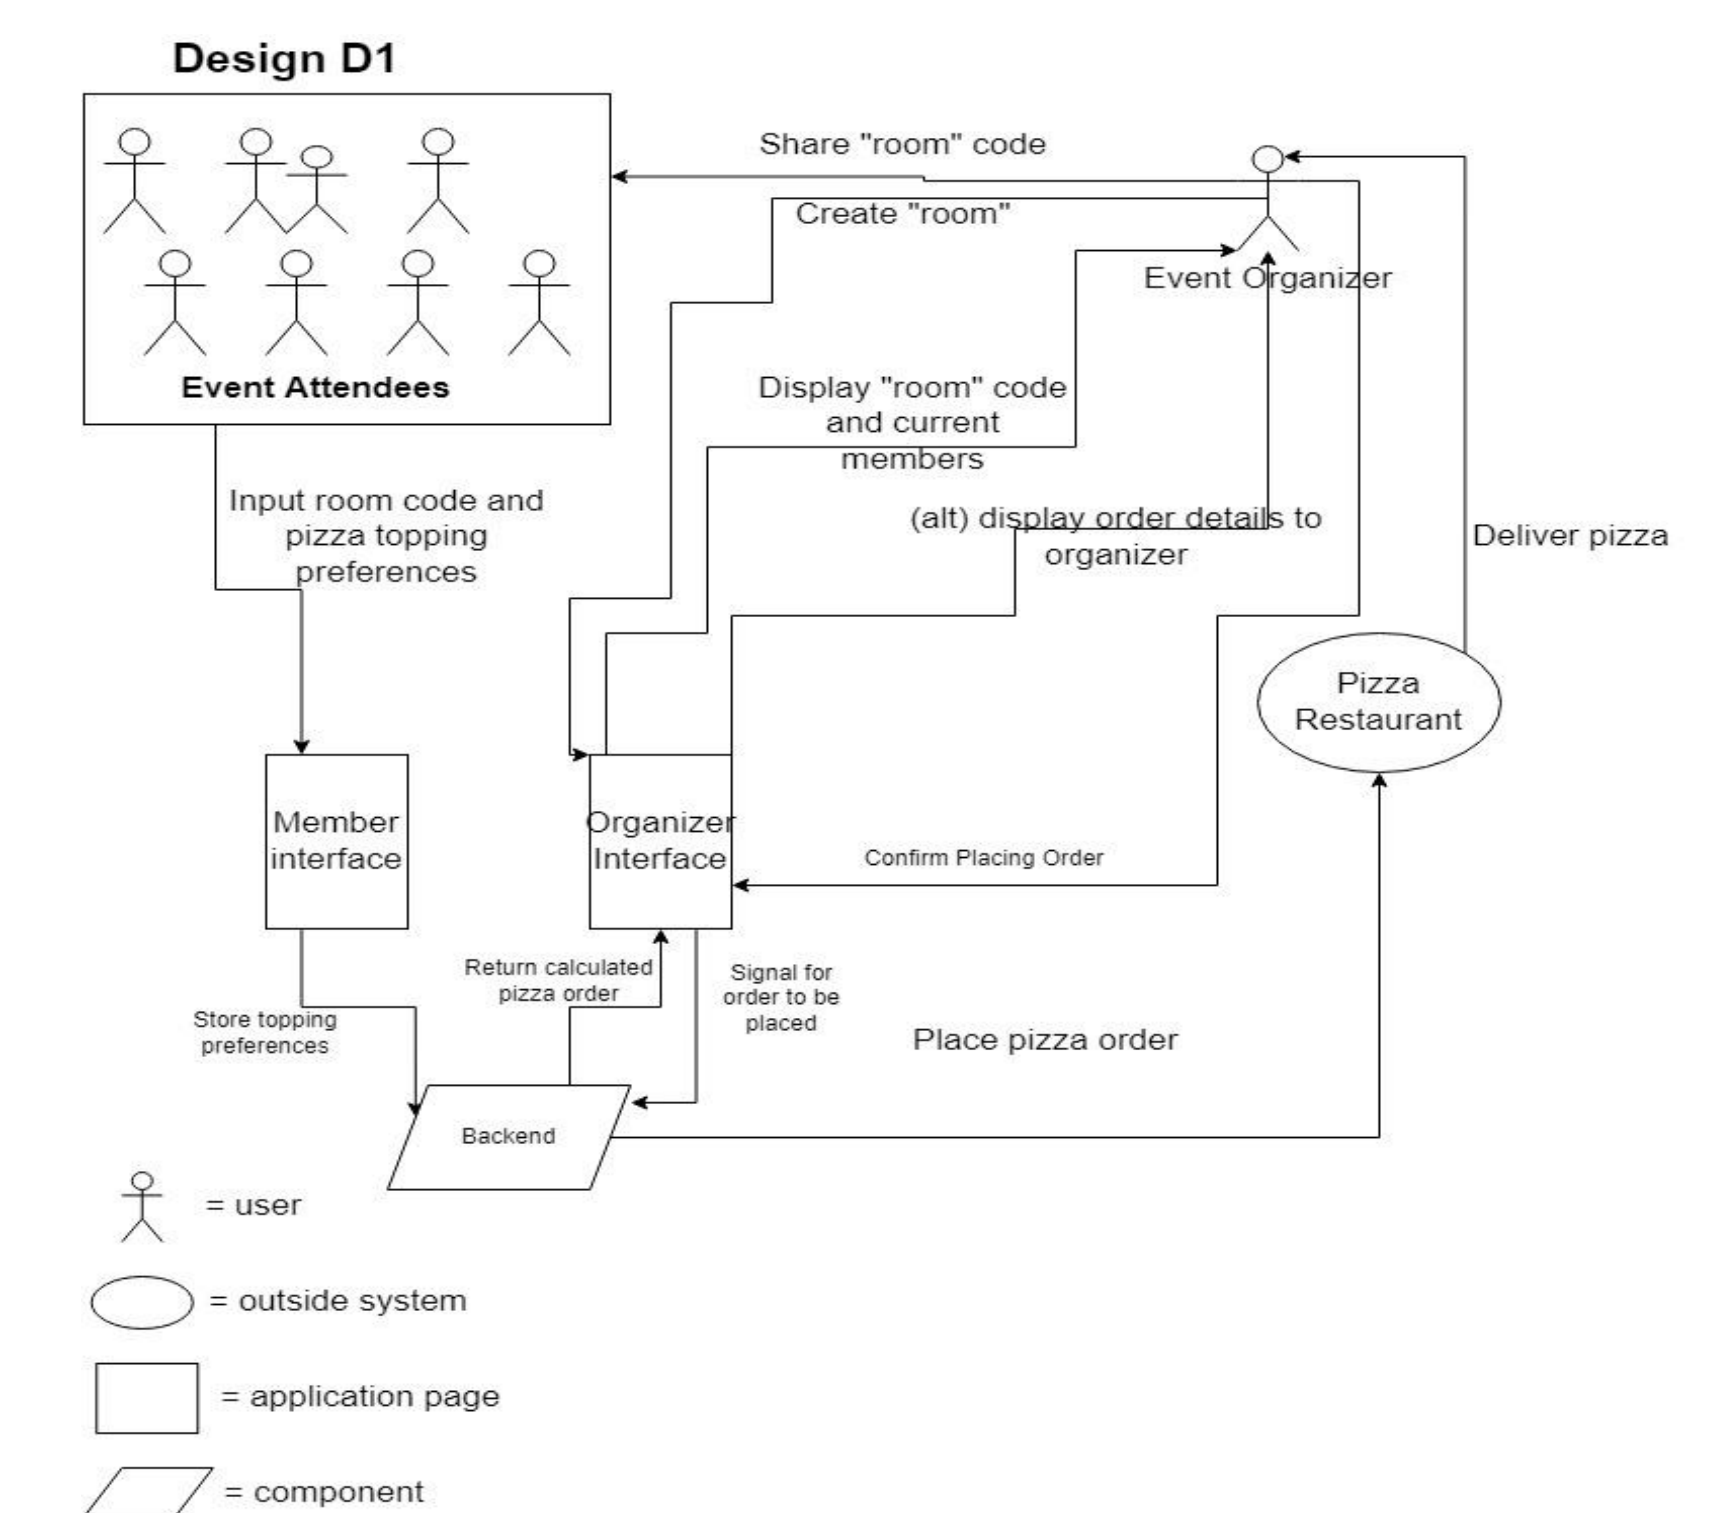 Design D1
Share "room" code
Create "room"
Event Organizer
Event Attendees
Display "room" code
and current
members
Input room code and
pizza topping
preferences
(alt) display order details to
organizer
Deliver pizza
Pizza
Restaurant
Member
interface
Organizer
Interface
Confirm Placing Order
Return calculated
pizza order
Signal for
order to be
placed
Store topping
preferences
Place pizza order
Backend
= user
= outside system
= application page
= component